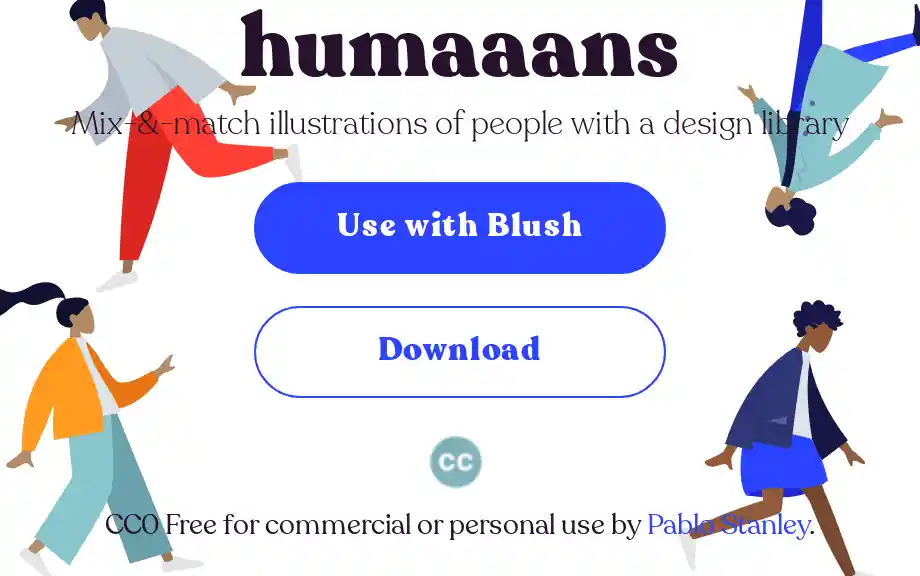 humaaans
Mix-&-match illustrations of people with a design library
Use with Blush
Download
CC
CC0 Free for commercial or personal use by Pablo Stanley.